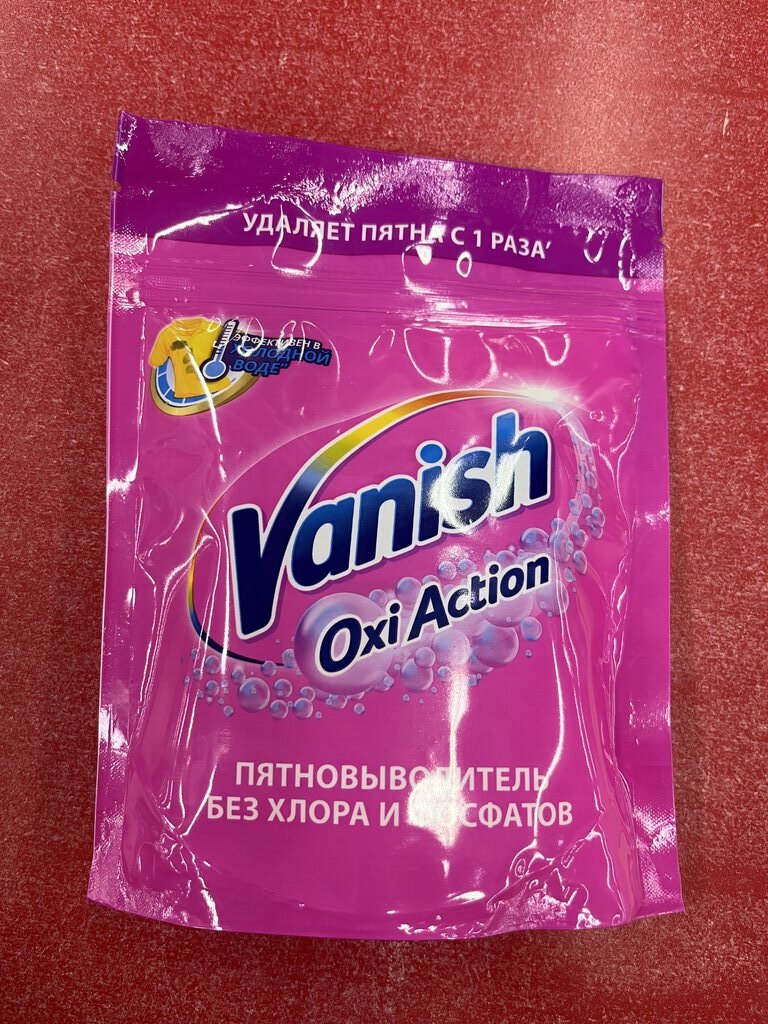 УДАЛЯЕТ ПЯТНА С 1 РАЗА*
ЭФФЕКТИВЕН В
ХОЛОДНОЙ
ВОДЕ**
Vanish
Oxi Action
ПЯТНОВЫВОДИТЕЛЬ
БЕЗ ХЛОРА И ФОСФАТОВ